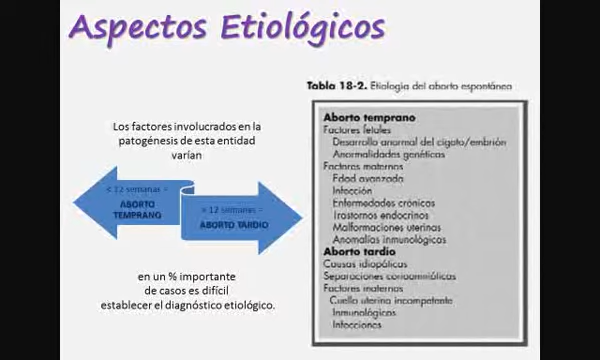 Aspectos Etiológicos
Los factores involucrados en la
patogénesis de esta entidad
varían
< 12 semanas =
ABORTO
TEMPRANO
> 12 semanas =
ABORTO TARDIO
en un % importante
de casos es difícil
establecer el diagnóstico etiológico.
Tabla 18-2. Etiología del aborto espontáneo
Aborto temprano
Factores fetales
Desarrollo anormal del cigoto/embrión
Anormalidades genéticas
Factores maternos
Edad avanzada
Infección
Enfermedades crónicas
Trastornos endocrinos
Malformaciones uterinas
Anomalías inmunológicas
Aborto tardío
Causas idiopáticas
Separaciones corioamnióticas
Factores maternos
Cuello uterino incompetente
Inmunológicos
Infecciones